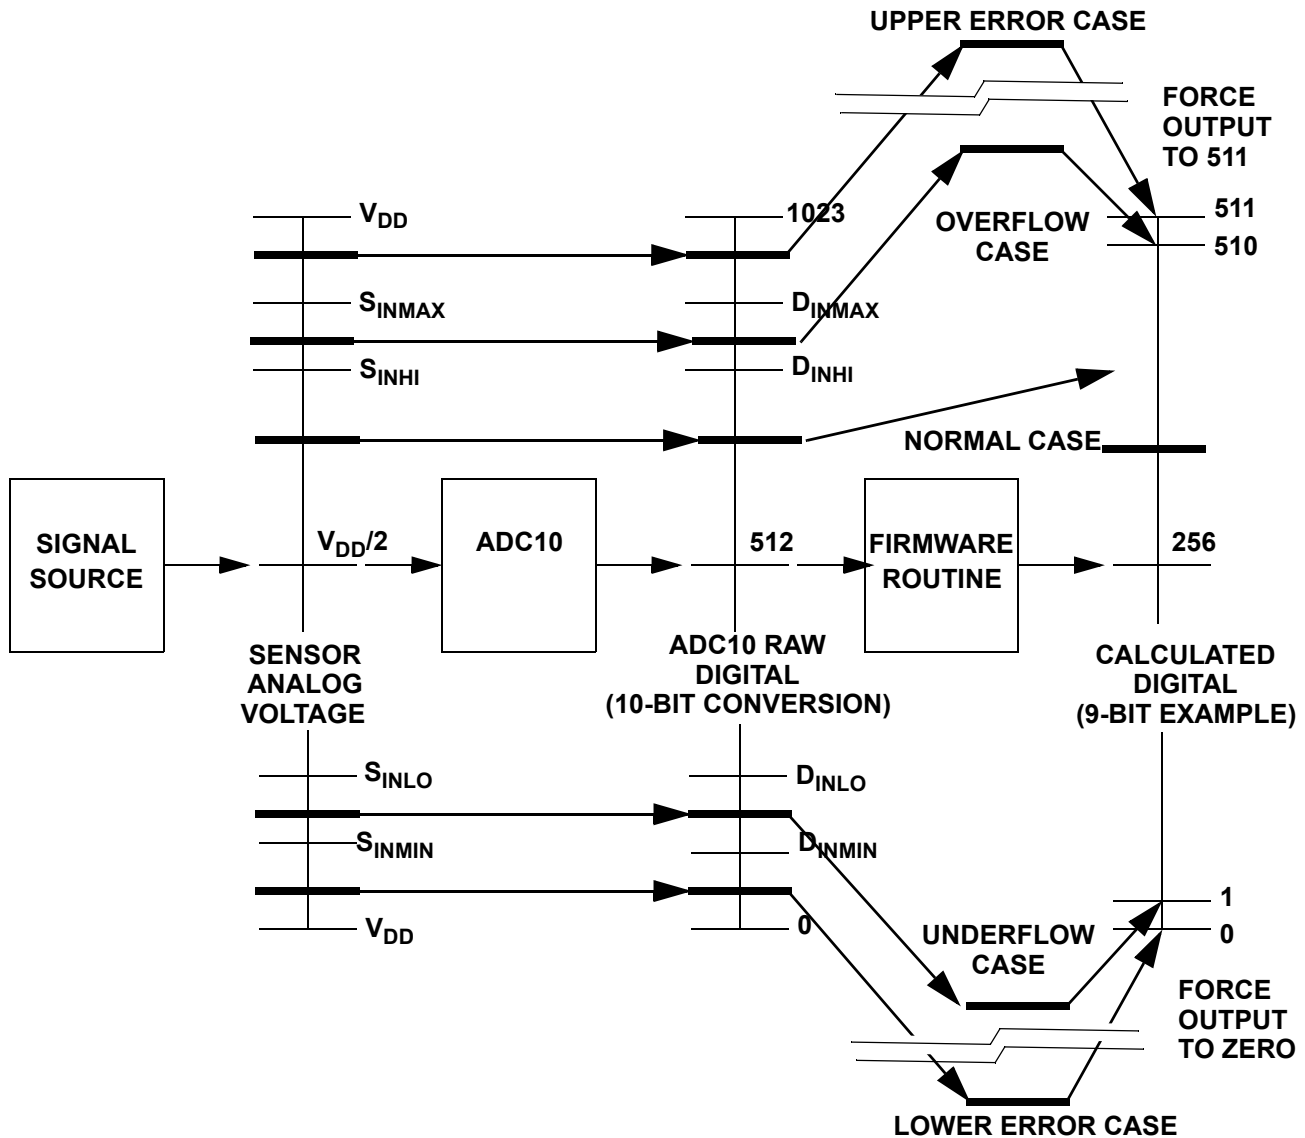 UPPER ERROR CASE
FORCE
OUTPUT
TO 511
VDD
1023
511
OVERFLOW
CASE
510
SINMAX
DINMAX
SINHI
DINHI
NORMAL CASE
SIGNAL
SOURCE
VDD/2
ADC10
512
FIRMWARE
ROUTINE
256
SENSOR
ANALOG
VOLTAGE
ADC10 RAW
DIGITAL
(10-BIT CONVERSION)
CALCULATED
DIGITAL
(9-BIT EXAMPLE)
SINLO
DINLO
SINMIN
DINMIN
1
VDD
0
UNDERFLOW
CASE
0
FORCE
OUTPUT
TO ZERO
LOWER ERROR CASE